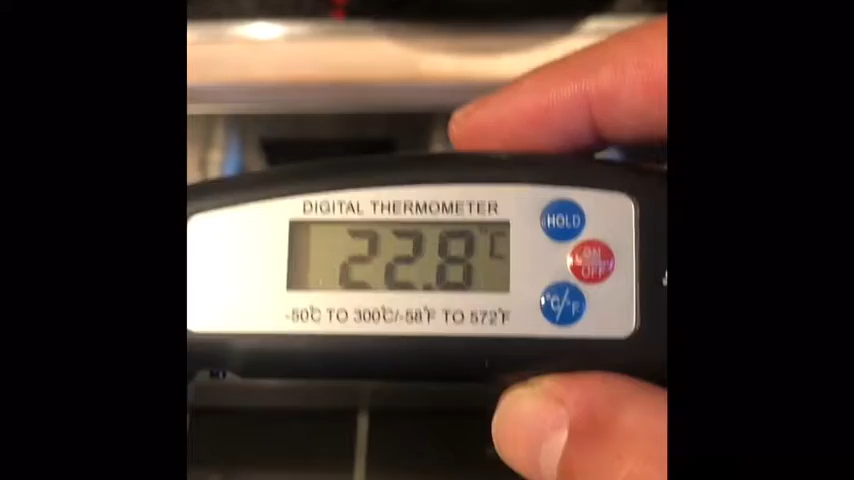 DIGITAL THERMOMETER
HOLD
22.8°C
ON
OFF
°C/°F
-50°C TO 300°C/-58°F TO 572°F